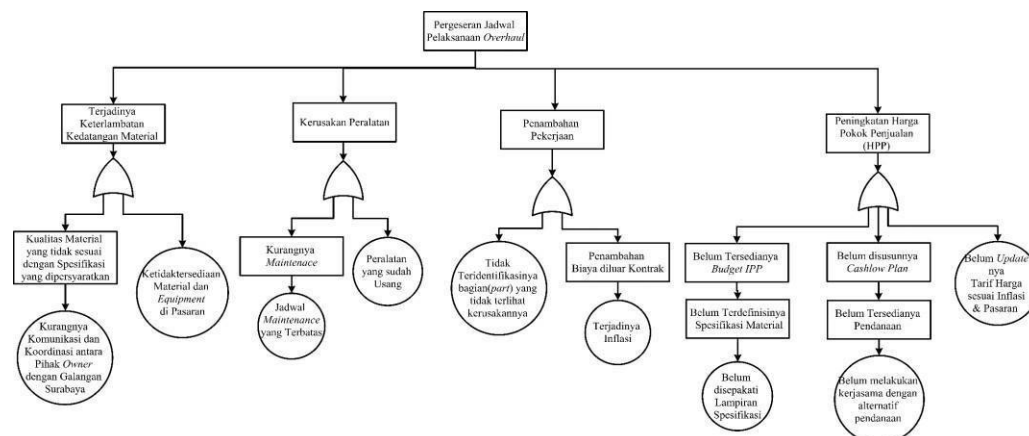 Pergeseran Jadwal
Pelaksanaan Overhaul
Terjadinya
Keterlambatan
Kedatangan Material
Kerusakan Peralatan
Penambahan
Pekerjaan
Peningkatan Harga
Pokok Penjualan
(HPP)
Kualitas Material
yang tidak sesuai
dengan Spesifikasi
yang dipersyaratkan
Ketidaktersediaan
Material dan
Equipment
di Pasaran
Kurangnya
Komunikasi dan
Koordinasi antara
Pihak Owner
dengan Galangan
Surabaya
Kurangnya
Maintenace
Peralatan
yang sudah
Usang
Jadwal
Maintenance
yang Terbatas
Tidak
Teridentifikasinya
bagian(part) yang
tidak terlihat
kerusakannya
Penambahan
Biaya diluar Kontrak
Terjadinya
Inflasi
Belum Tersedianya
Budget IPP
Belum Terdefinisinya
Spesifikasi Material
Belum
disepakati
Lampiran
Spesifikasi
Belum disusunnya
Cashlow Plan
Belum Tersedianya
Pendanaan
Belum melakukan
kerjasama dengan
alternatif
pendanaan
Belum Update
nya
Tarif Harga
sesuai Inflasi
& Pasaran